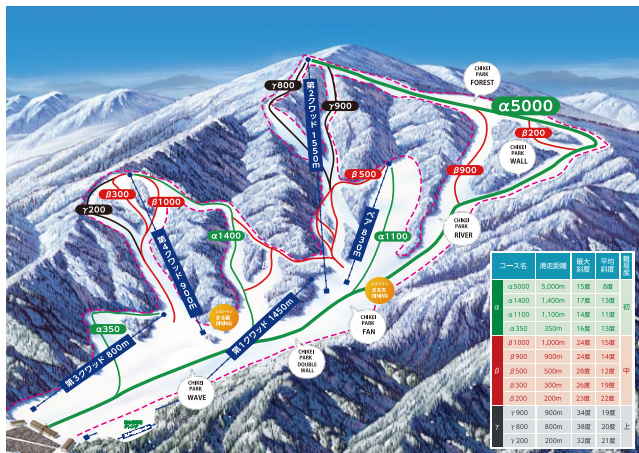 γ800
第2クワッド 1550m
γ900
CHIKEI
PARK
FOREST
α5000
β200
CHIKEI
PARK
WALL
β500
β900
γ200
β300
β1000
α1400
第4クワッド 900m
ペア 830m
α1100
CHIKEI
PARK
RIVER
レストラン
DINING
レストラン
DINING
α350
第3クワッド 800m
第1クワッド 1450m
CHIKEI
PARK
FAN
CHIKEI
PARK
DOUBLE
WALL
CHIKEI
PARK
WAVE
コース名 滑走距離 最大斜度 平均斜度 難易度
α α5000 5,000m 15度 8度 初
α1400 1,400m 17度 13度
α1100 1,100m 14度 11度
α350 350m 16度 13度
β β1000 1,000m 24度 15度 中
β900 900m 24度 14度
β500 500m 28度 12度
β300 300m 26度 19度
β200 200m 23度 22度
γ γ900 900m 34度 19度 上
γ800 800m 38度 20度
γ200 200m 32度 21度